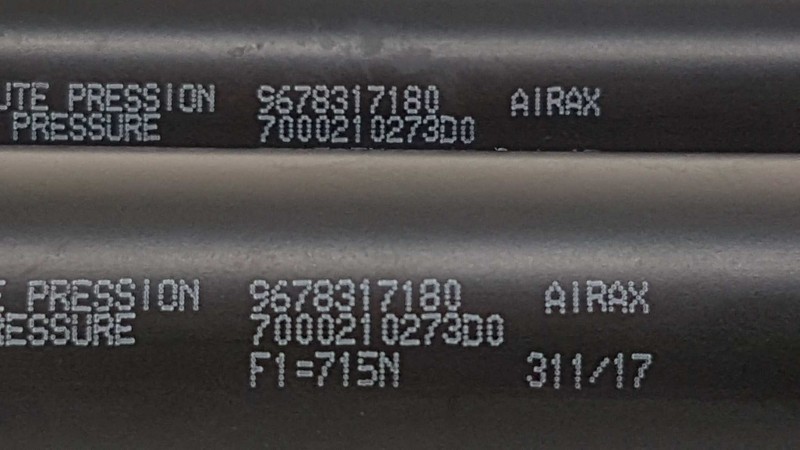 UTE PRESSION 9678317180 AIRAX
PRESSURE 7000210273D0
PRESSION 9678317180 AIRAX
RESSURE 7000210273D0
F1=715N 311/17